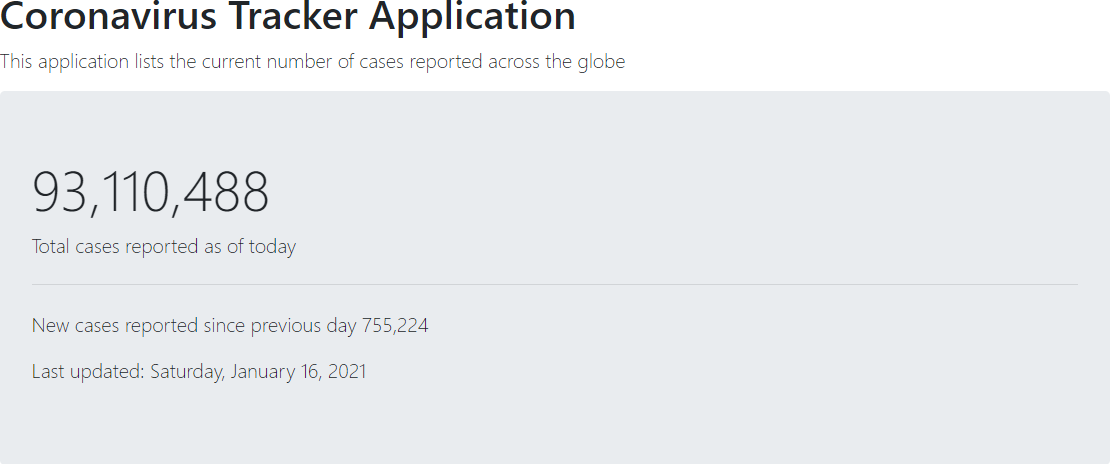 Coronavirus Tracker Application
This application lists the current number of cases reported across the globe
93,110,488
Total cases reported as of today
New cases reported since previous day 755,224
Last updated: Saturday, January 16, 2021